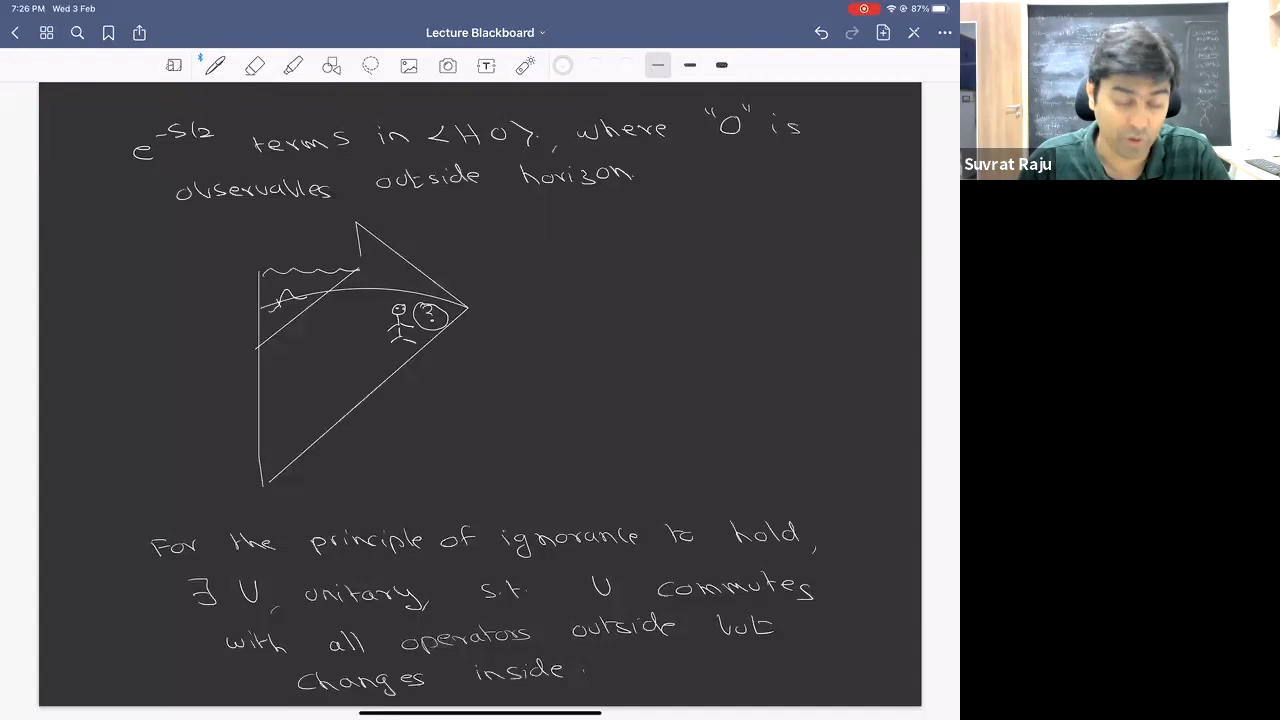 7:26 PM Wed 3 Feb
87%
Lecture Blackboard
Suvrat Raju
e^-S/2 terms in <H O>, where "O" is
observables outside horizon.
?
For the principle of ignorance to hold,
∃ U, unitary, s.t. U commutes
with all operators outside but
changes inside.